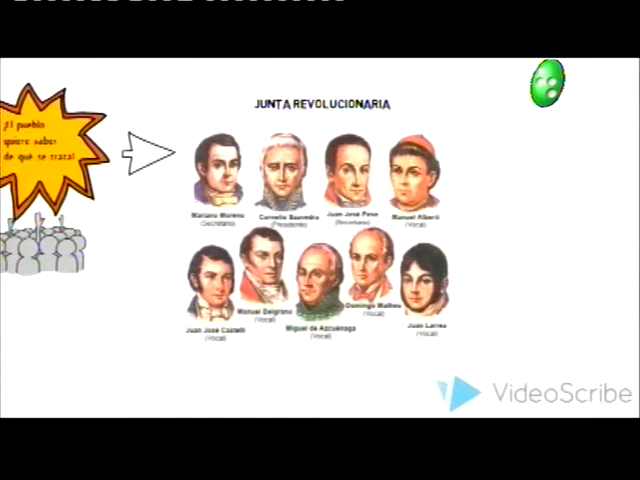 ¡El pueblo
quiere saber
de qué se trata!
JUNTA REVOLUCIONARIA
Mariano Moreno
(Secretario)
Cornelio Saavedra
(Presidente)
Juan José Paso
(Secretario)
Manuel Alberti
(Vocal)
Juan José Castelli
(Vocal)
Manuel Belgrano
(Vocal)
Miguel de Azcuénaga
(Vocal)
Domingo Matheu
(Vocal)
Juan Larrea
(Vocal)
VideoScribe